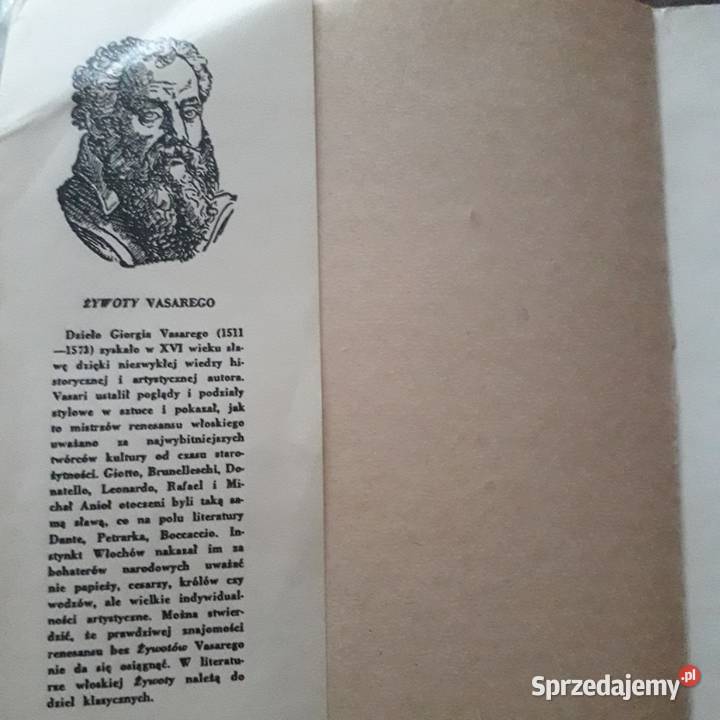 ŻYWOTY VASAREGO
Dzieło Giorgia Vasarego (1511
—1573) zyskało w XVI wieku sła-
wę dzięki niezwykłej wiedzy hi-
storycznej i artystycznej autora.
Vasari ustalił poglądy i podziały
stylowe w sztuce i pokazał, jak
to mistrzów renesansu włoskiego
uważano za najwybitniejszych
twórców kultury od czasu staro-
żytności. Giotto, Brunelleschi, Do-
natello, Leonardo, Rafael i Mi-
chał Anioł otoczeni byli taką sa-
mą sławą, co na polu literatury
Dante, Petrarka, Boccaccio. In-
stynkt Włochów nakazał im za
bohaterów narodowych uważać
nie papieży, cesarzy, królów czy
wodzów, ale wielkie indywidual-
ności artystyczne. Można stwier-
dzić, że prawdziwej znajomości
renesansu bez Żywotów Vasarego
nie da się osiągnąć. W literatu-
rze włoskiej Żywoty należą do
dzieł klasycznych.
Sprzedajemy.pl